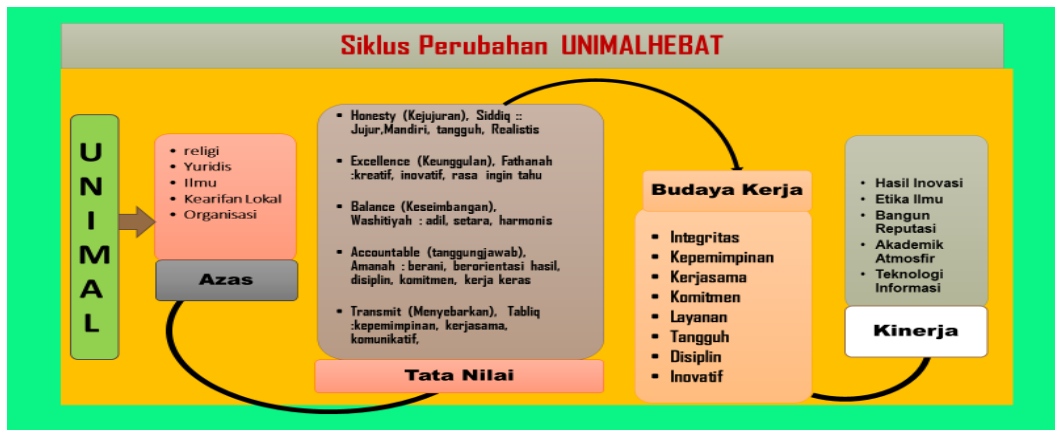 Siklus Perubahan UNIMALHEBAT
UNIMAL
• religi
• Yuridis
• Ilmu
• Kearifan Lokal
• Organisasi
Azas
▪ Honesty (Kejujuran), Siddiq ::
Jujur,Mandiri, tangguh, Realistis
▪ Excellence (Keunggulan), Fathanah
:kreatif, inovatif, rasa ingin tahu
▪ Balance (Keseimbangan),
Washitiyah : adil, setara, harmonis
▪ Accountable (tanggungjawab),
Amanah : berani, berorientasi hasil,
disiplin, komitmen, kerja keras
▪ Transmit (Menyebarkan), Tabliq
:kepemimpinan, kerjasama,
komunikatif,
Tata Nilai
Budaya Kerja
▪ Integritas
▪ Kepemimpinan
▪ Kerjasama
▪ Komitmen
▪ Layanan
▪ Tangguh
▪ Disiplin
▪ Inovatif
• Hasil Inovasi
• Etika Ilmu
• Bangun
Reputasi
• Akademik
Atmosfir
• Teknologi
Informasi
Kinerja